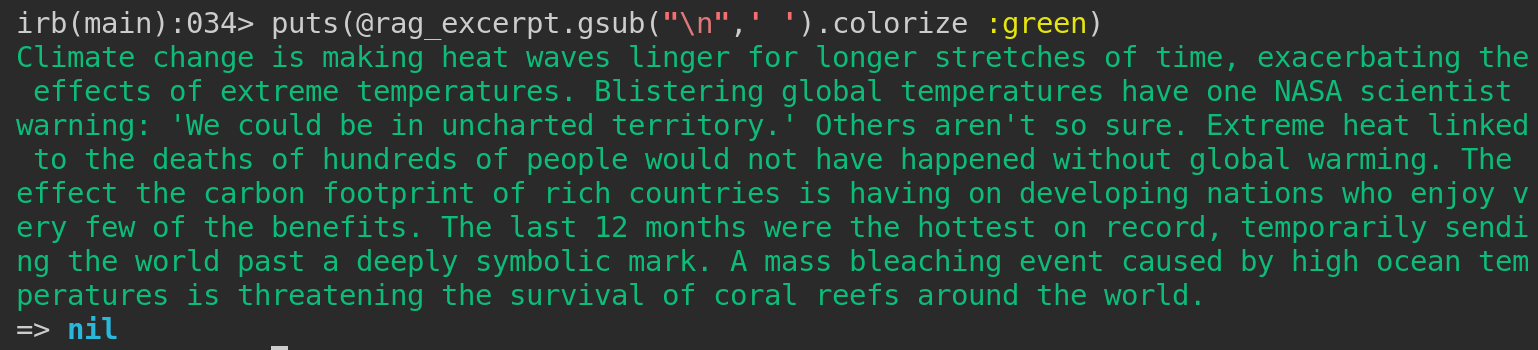 irb(main):034> puts(@rag_excerpt.gsub("\n",' ').colorize :green)
Climate change is making heat waves linger for longer stretches of time, exacerbating the
 effects of extreme temperatures. Blistering global temperatures have one NASA scientist
warning: 'We could be in uncharted territory.' Others aren't so sure. Extreme heat linked
 to the deaths of hundreds of people would not have happened without global warming. The
effect the carbon footprint of rich countries is having on developing nations who enjoy v
ery few of the benefits. The last 12 months were the hottest on record, temporarily sendi
ng the world past a deeply symbolic mark. A mass bleaching event caused by high ocean tem
peratures is threatening the survival of coral reefs around the world.
=> nil